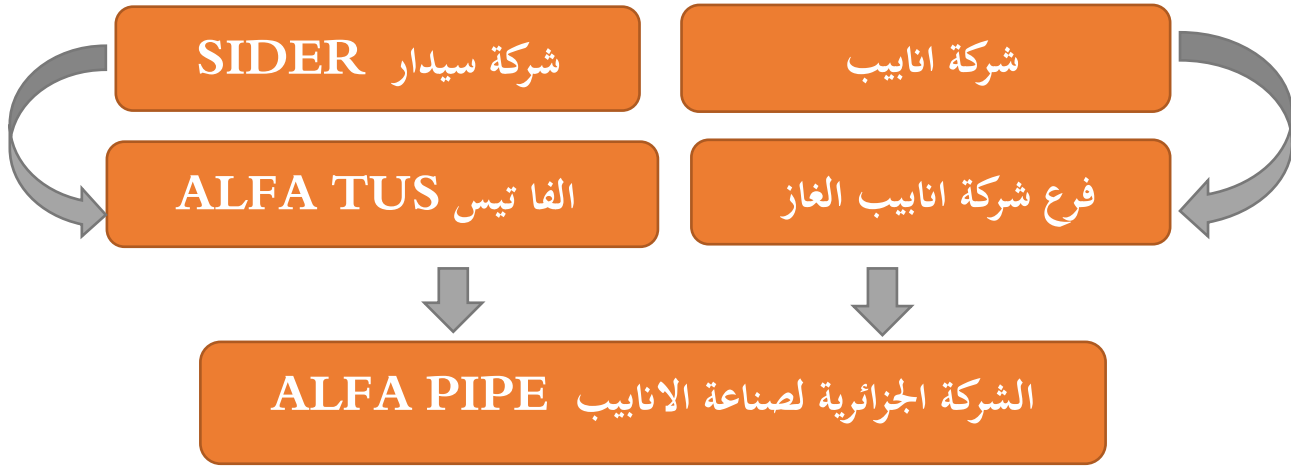 شركة انابيب
شركة سيدار SIDER
فرع شركة انابيب الغاز
الفا تيس ALFA TUS
الشركة الجزائرية لصناعة الانابيب ALFA PIPE